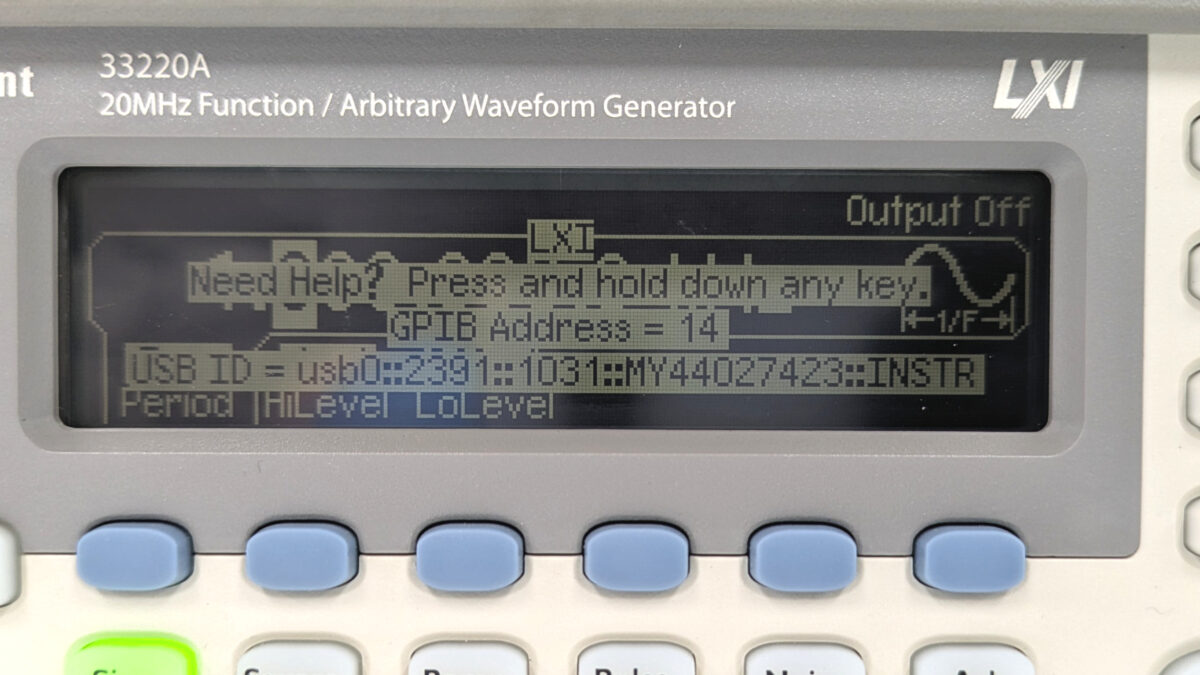 nt
33220A
20MHz Function / Arbitrary Waveform Generator
LXI
Output Off
LXI
Need Help? Press and hold down any key.
GPIB Address = 14
1/F
USB ID = usb0::2391::1031::MY44027423::INSTR
Period HiLevel LoLevel